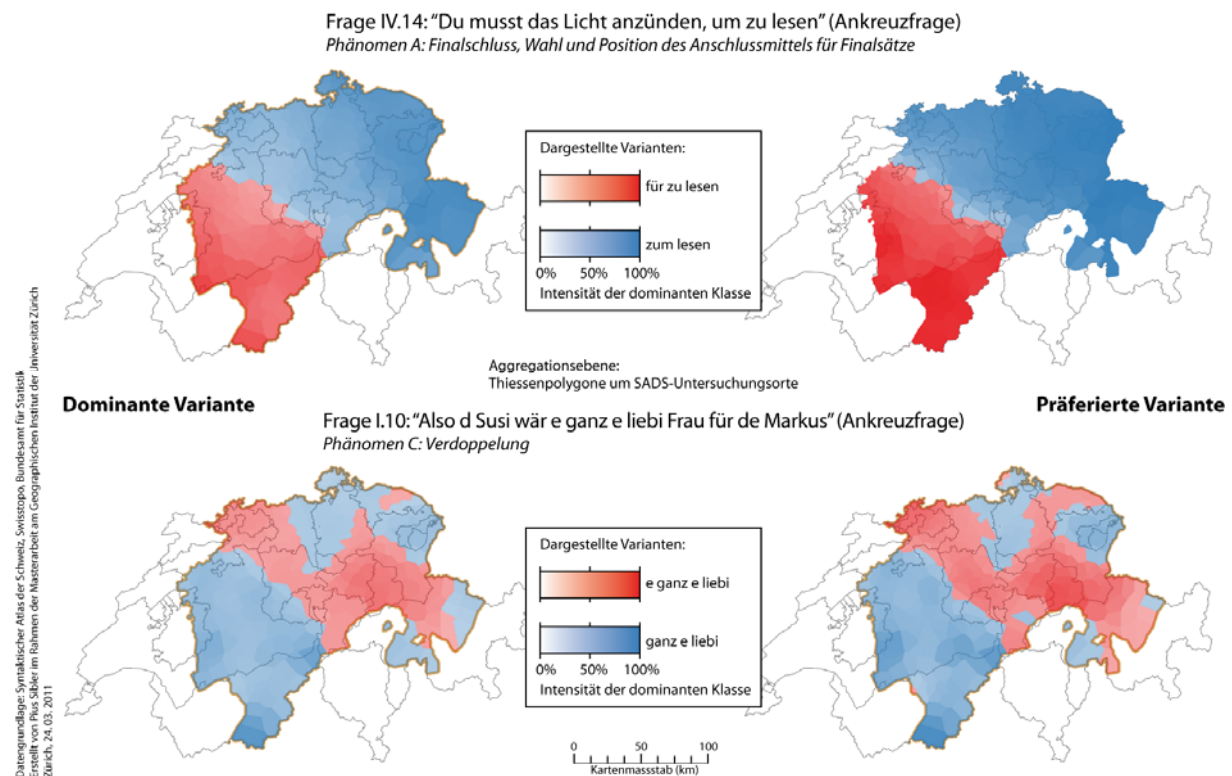 Frage IV.14: “Du musst das Licht anzünden, um zu lesen” (Ankreuzfrage)
Phänomen A: Finalschluss, Wahl und Position des Anschlussmittels für Finalsätze
Dargestellte Varianten:
für zu lesen
zum lesen
0% 50% 100%
Intensität der dominanten Klasse
Aggregationsebene:
Thiessenpolygone um SADS-Untersuchungsorte
Dominante Variante
Präferierte Variante
Frage I.10: “Also d Susi wär e ganz e liebi Frau für de Markus” (Ankreuzfrage)
Phänomen C: Verdoppelung
Dargestellte Varianten:
e ganz e liebi
ganz e liebi
0% 50% 100%
Intensität der dominanten Klasse
0 50 100
Kartenmassstab (km)
Datengrundlage: Syntaktischer Atlas der Schweiz, Swisstopo, Bundesamt für Statistik
Erstellt von Pius Sibler im Rahmen der Masterarbeit am Geographischen Institut der Universität Zürich
Zürich, 24. 03. 2011